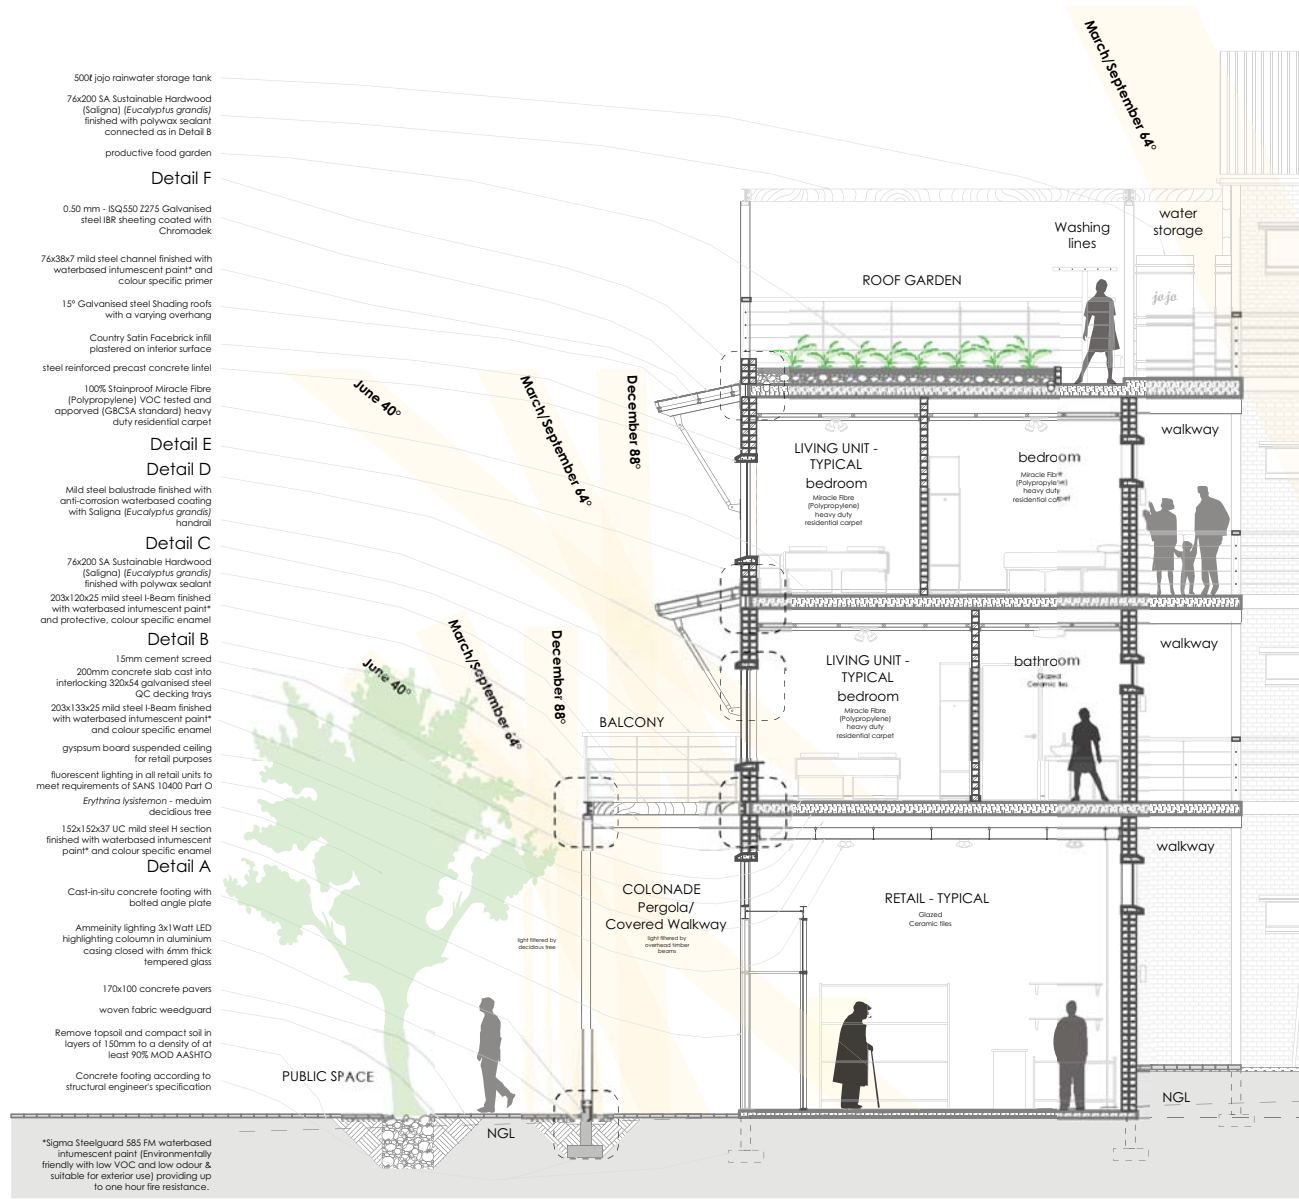 500ℓ jojo rainwater storage tank
76x200 SA Sustainable Hardwood
(Saligna) (Eucalyptus grandis)
finished with polywax sealant
connected as in Detail B
productive food garden
Detail F
0.50 mm - ISQ550 Z275 Galvanised
steel IBR sheeting coated with
Chromadek
76x38x7 mild steel channel finished with
waterbased intumescent paint* and
colour specific primer
15° Galvanised steel Shading roofs
with a varying overhang
Country Satin Facebrick infill
plastered on interior surface
steel reinforced precast concrete lintel
100% Stainproof Miracle Fibre
(Polypropylene) VOC tested and
apporved (GBCSA standard) heavy
duty residential carpet
Detail E
Detail D
Mild steel balustrade finished with
anti-corrosion waterbased coating
with Saligna (Eucalyptus grandis)
handrail
Detail C
76x200 SA Sustainable Hardwood
(Saligna) (Eucalyptus grandis)
finished with polywax sealant
203x120x25 mild steel I-Beam finished
with waterbased intumescent paint*
and protective, colour specific enamel
Detail B
15mm cement screed
200mm concrete slab cast into
interlocking 320x54 galvanised steel
QC decking trays
203x133x25 mild steel I-Beam finished
with waterbased intumescent paint*
and colour specific enamel
gyspsum board suspended ceiling
for retail purposes
fluorescent lighting in all retail units to
meet requirements of SANS 10400 Part O
Erythrina lysistemon - meduim
decidious tree
152x152x37 UC mild steel H section
finished with waterbased intumescent
paint* and colour specific enamel
Detail A
Cast-in-situ concrete footing with
bolted angle plate
Ammeinity lighting 3x1Watt LED
highlighting coloumn in aluminium
casing closed with 6mm thick
tempered glass
170x100 concrete pavers
woven fabric weedguard
Remove topsoil and compact soil in
layers of 150mm to a density of at
least 90% MOD AASHTO
Concrete footing according to
structural engineer's specification
*Sigma Steelguard 585 FM waterbased
intumescent paint (Environmentally
friendly with low VOC and low odour &
suitable for exterior use) providing up
to one hour fire resistance.
March/September 64°
June 40°
March/September 64°
December 88°
June 40°
March/September 64°
December 88°
Washing
lines
water
storage
ROOF GARDEN
jojo
LIVING UNIT -
TYPICAL
bedroom
Miracle Fibre
(Polypropylene)
heavy duty
residential carpet
bedroom
Miracle Fibre
(Polypropylene)
heavy duty
residential carpet
walkway
LIVING UNIT -
TYPICAL
bedroom
Miracle Fibre
(Polypropylene)
heavy duty
residential carpet
bathroom
Glazed
Ceramic tiles
walkway
BALCONY
COLONADE
Pergola/
Covered Walkway
light filtered by
overhead timber
beams
light filtered by
decidious tree
RETAIL - TYPICAL
Glazed
Ceramic tiles
walkway
PUBLIC SPACE
NGL
NGL